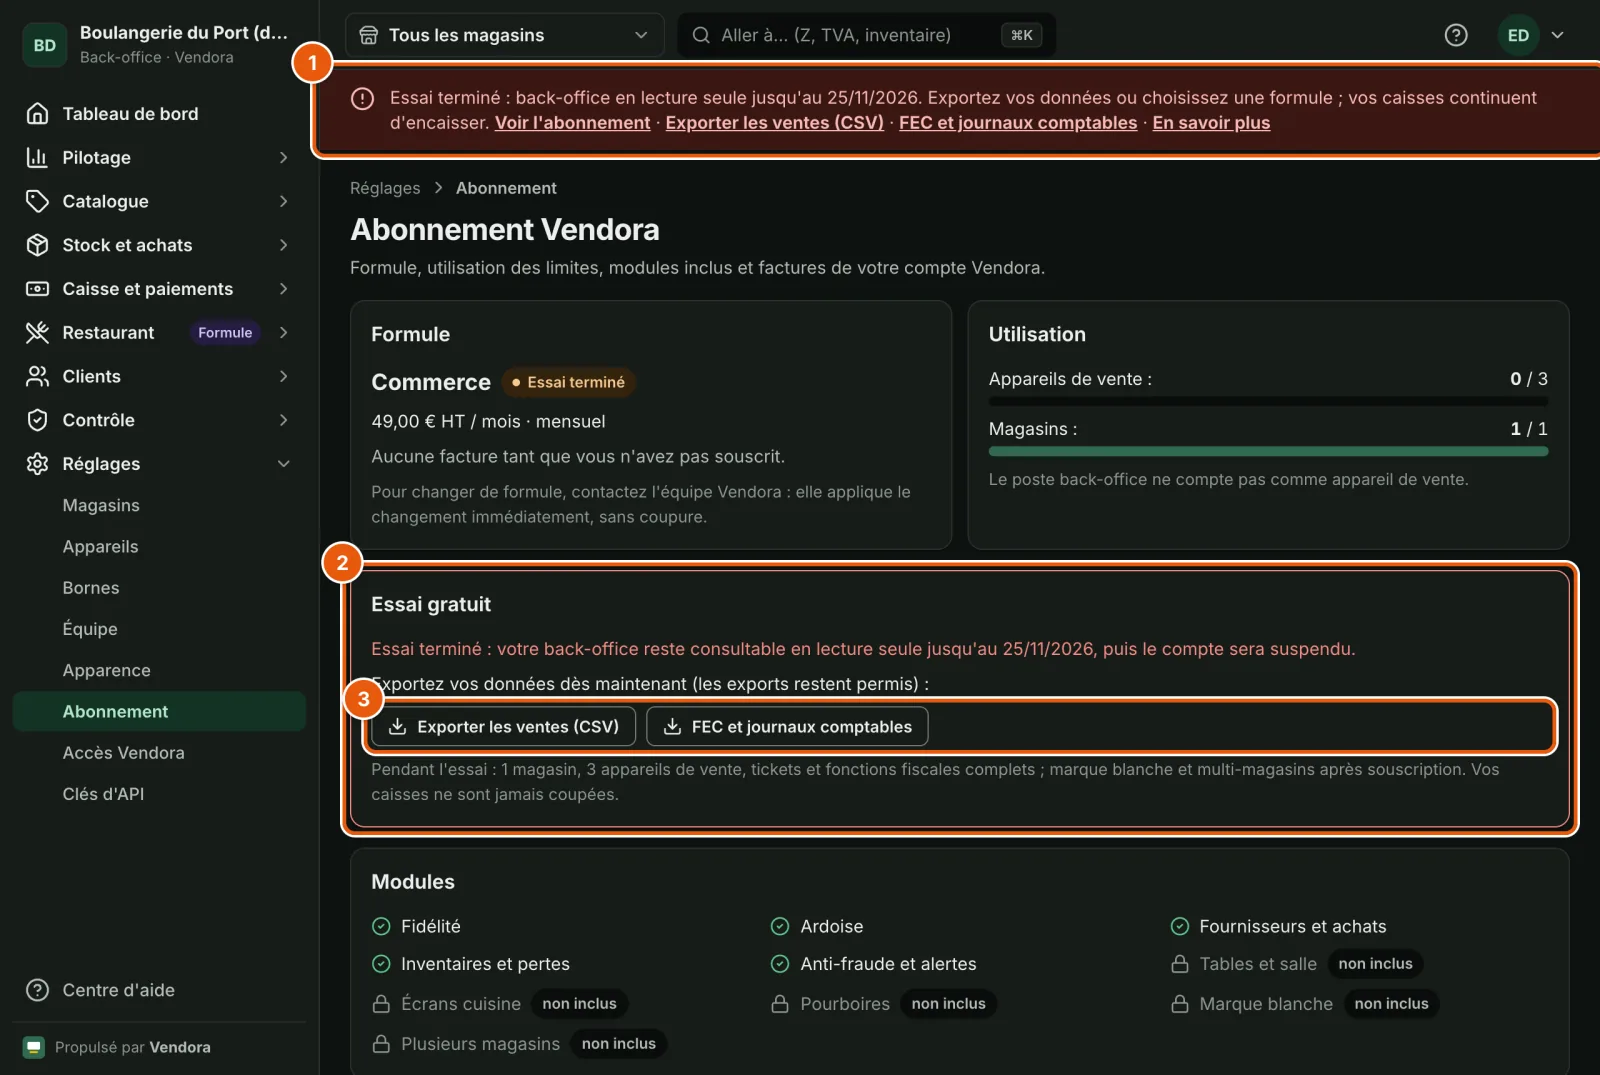 BD
Boulangerie du Port (d...
Back-office · Vendora
Tous les magasins
Aller à... (Z, TVA, inventaire)
⌘K
ED
1
Essai terminé : back-office en lecture seule jusqu'au 25/11/2026. Exportez vos données ou choisissez une formule ; vos caisses continuent
d'encaisser. Voir l'abonnement · Exporter les ventes (CSV) · FEC et journaux comptables · En savoir plus
Tableau de bord
Pilotage
Catalogue
Stock et achats
Caisse et paiements
Restaurant
Formule
Clients
Contrôle
Réglages
Magasins
Appareils
Bornes
Équipe
Apparence
Abonnement
Accès Vendora
Clés d'API
Centre d'aide
Propulsé par Vendora
Réglages > Abonnement
Abonnement Vendora
Formule, utilisation des limites, modules inclus et factures de votre compte Vendora.
Formule
Commerce
Essai terminé
49,00 € HT / mois · mensuel
Aucune facture tant que vous n'avez pas souscrit.
Pour changer de formule, contactez l'équipe Vendora : elle applique le
changement immédiatement, sans coupure.
Utilisation
Appareils de vente :
0 / 3
Magasins :
1 / 1
Le poste back-office ne compte pas comme appareil de vente.
2
Essai gratuit
Essai terminé : votre back-office reste consultable en lecture seule jusqu'au 25/11/2026, puis le compte sera suspendu.
Exportez vos données dès maintenant (les exports restent permis) :
3
Exporter les ventes (CSV)
FEC et journaux comptables
Pendant l'essai : 1 magasin, 3 appareils de vente, tickets et fonctions fiscales complets ; marque blanche et multi-magasins après souscription. Vos
caisses ne sont jamais coupées.
Modules
Fidélité
Ardoise
Fournisseurs et achats
Inventaires et pertes
Anti-fraude et alertes
Tables et salle
non inclus
Écrans cuisine
non inclus
Pourboires
non inclus
Marque blanche
non inclus
Plusieurs magasins
non inclus